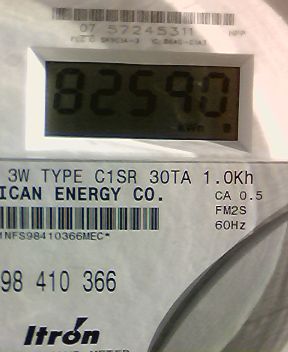 07 57245311
82590
kWh
3W TYPE C1SR 30TA 1.0Kh
ICAN ENERGY CO.
CA 0.5
FM2S
60Hz
1NFS98410366MEC*
98 410 366
Itron